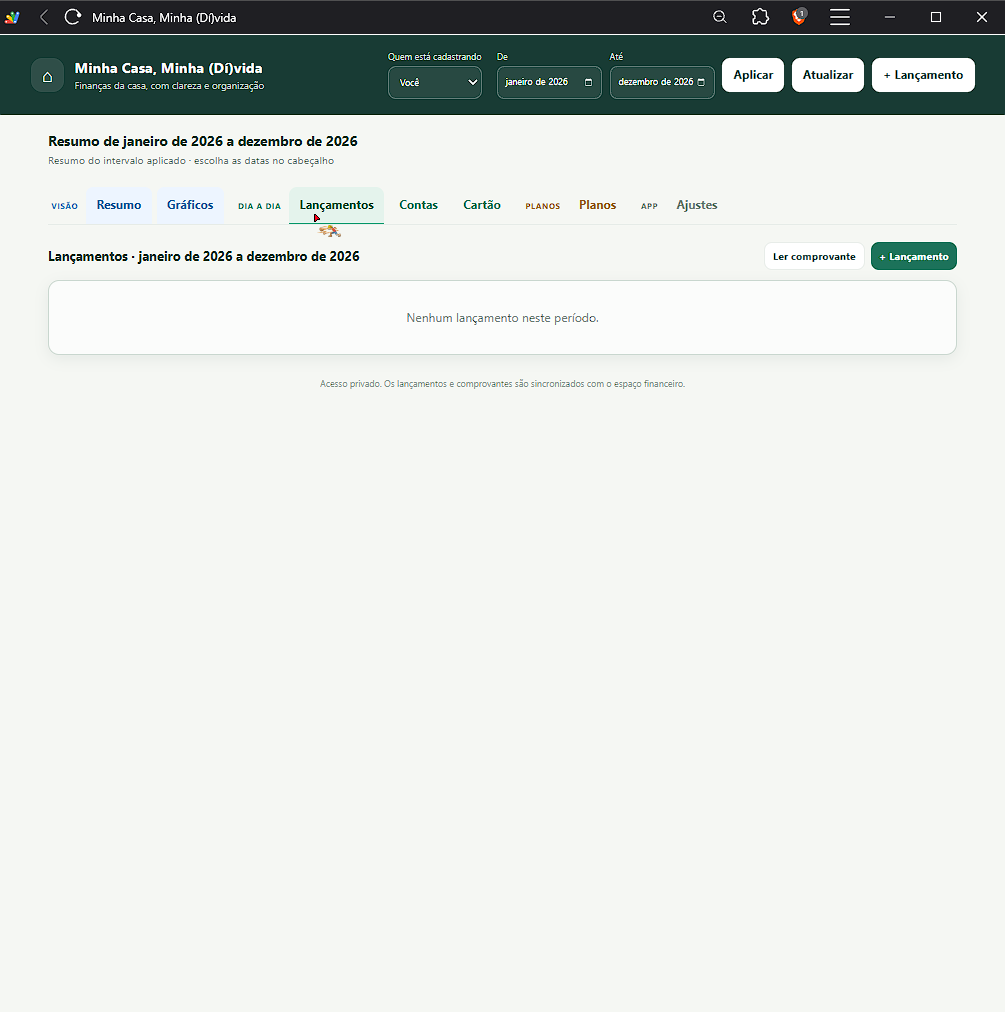 Minha Casa, Minha (Dí)vida
1
Minha Casa, Minha (Dí)vida
Finanças da casa, com clareza e organização
Quem está cadastrando
Você
De
janeiro de 2026
Até
dezembro de 2026
Aplicar
Atualizar
+ Lançamento
Resumo de janeiro de 2026 a dezembro de 2026
Resumo do intervalo aplicado · escolha as datas no cabeçalho
VISÃO Resumo Gráficos DIA A DIA Lançamentos Contas Cartão PLANOS Planos APP Ajustes
Lançamentos · janeiro de 2026 a dezembro de 2026
Ler comprovante
+ Lançamento
Nenhum lançamento neste período.
Acesso privado. Os lançamentos e comprovantes são sincronizados com o espaço financeiro.